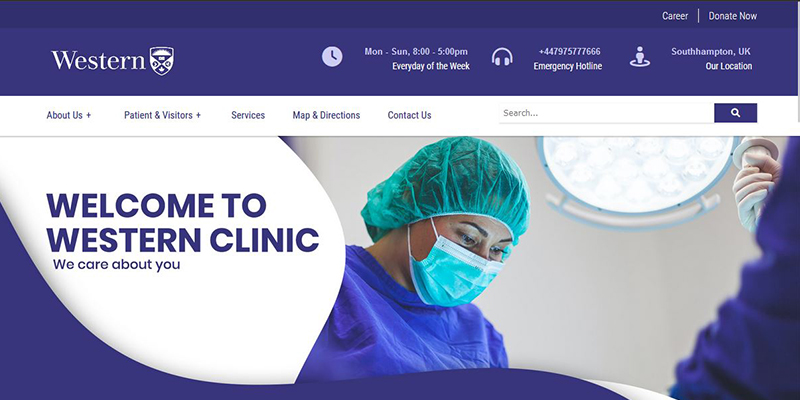 Career
Donate Now
Western
Mon - Sun, 8:00 - 5:00pm
Everyday of the Week
+447975777666
Emergency Hotline
Southhampton, UK
Our Location
About Us +
Patient & Visitors +
Services
Map & Directions
Contact Us
Search...
WELCOME TO
WESTERN CLINIC
We care about you